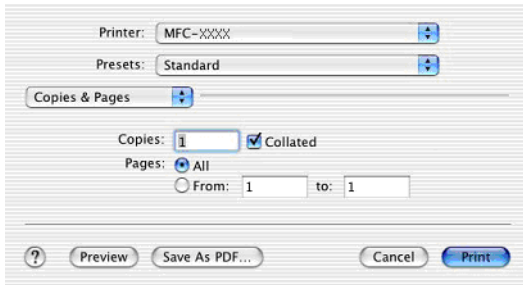 Printer: MFC-XXXX
Presets: Standard
Copies & Pages
Copies: 1 Collated
Pages: All
From: 1 to: 1
? Preview Save As PDF... Cancel Print